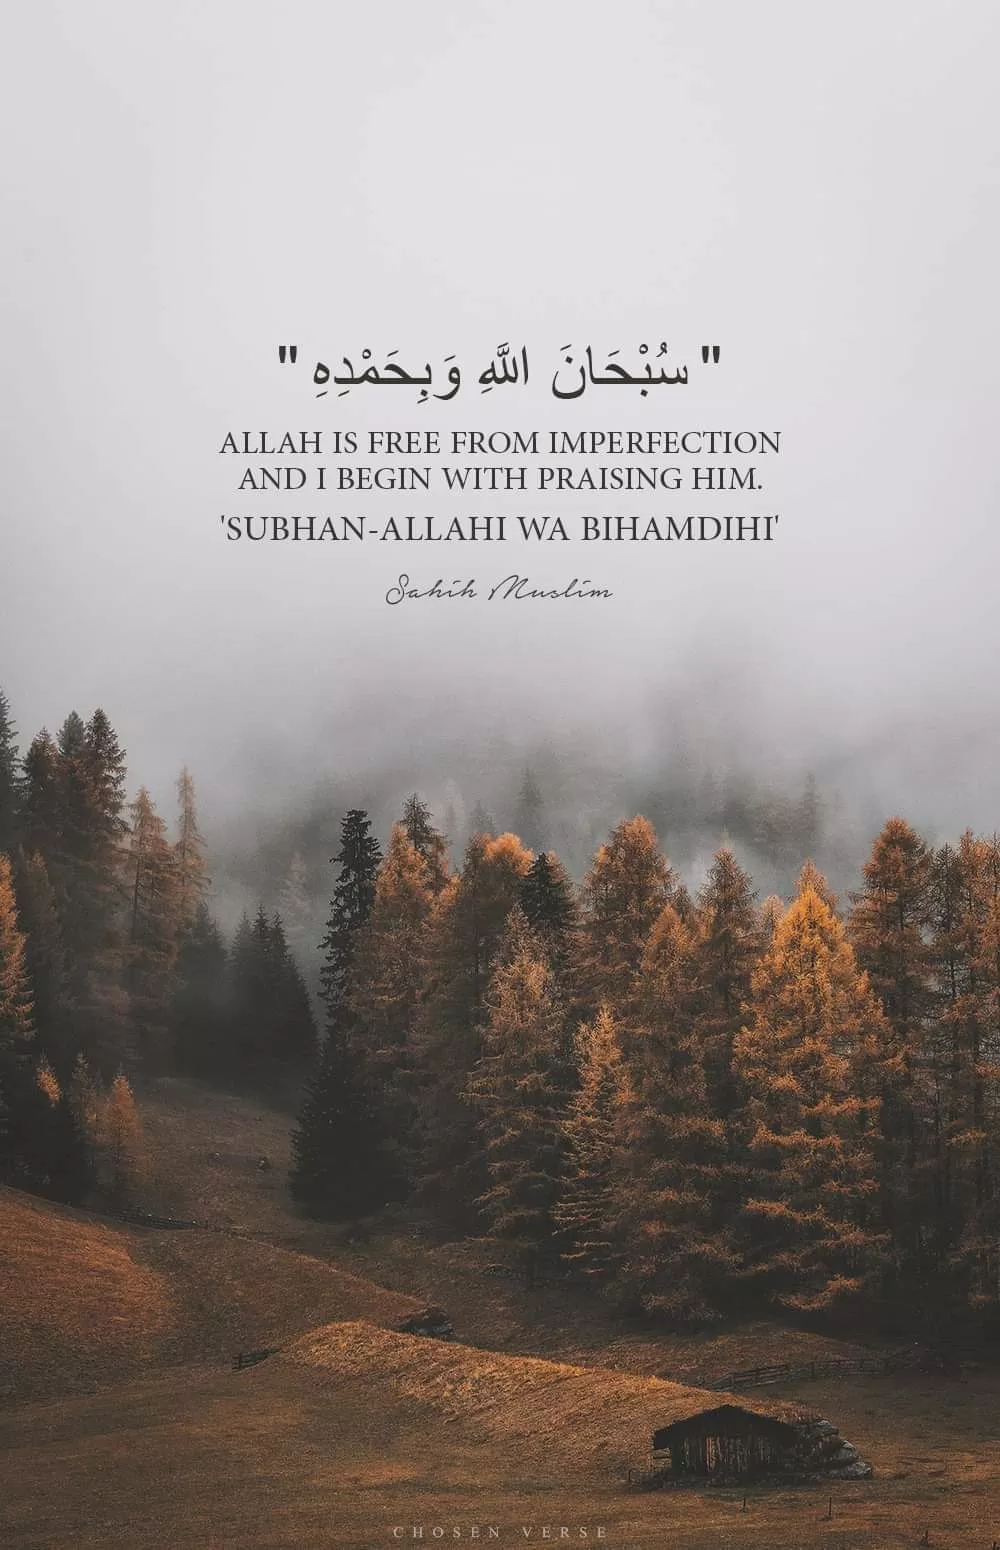 " سُبْحَانَ اللَّهِ وَبِحَمْدِهِ "
ALLAH IS FREE FROM IMPERFECTION
AND I BEGIN WITH PRAISING HIM.
'SUBHAN-ALLAHI WA BIHAMDIHI'
Sahih Muslim
CHOSEN VERSE